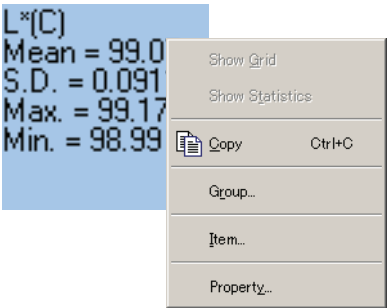 L*(C)
Mean = 99.0
S.D. = 0.091
Max. = 99.17
Min. = 98.99
Show Grid
Show Statistics
Copy Ctrl+C
Group...
Item...
Property...